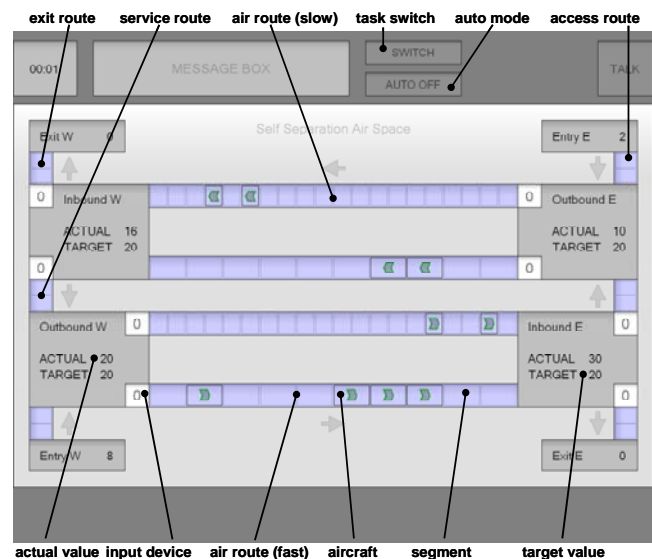 exit route service route air route (slow) task switch auto mode access route
00:01 MESSAGE BOX SWITCH TALK
AUTO OFF
Exit W 0 Self Separation Air Space Entry E 2
0 Inbound W 0 Outbound E
ACTUAL 16 ACTUAL 10
TARGET 20 TARGET 20
0 0
Outbound W 0 Inbound E 0
ACTUAL 20 ACTUAL 30
TARGET 20 TARGET 20
0 0
Entry W 8 Exit E 0
actual value input device air route (fast) aircraft segment target value